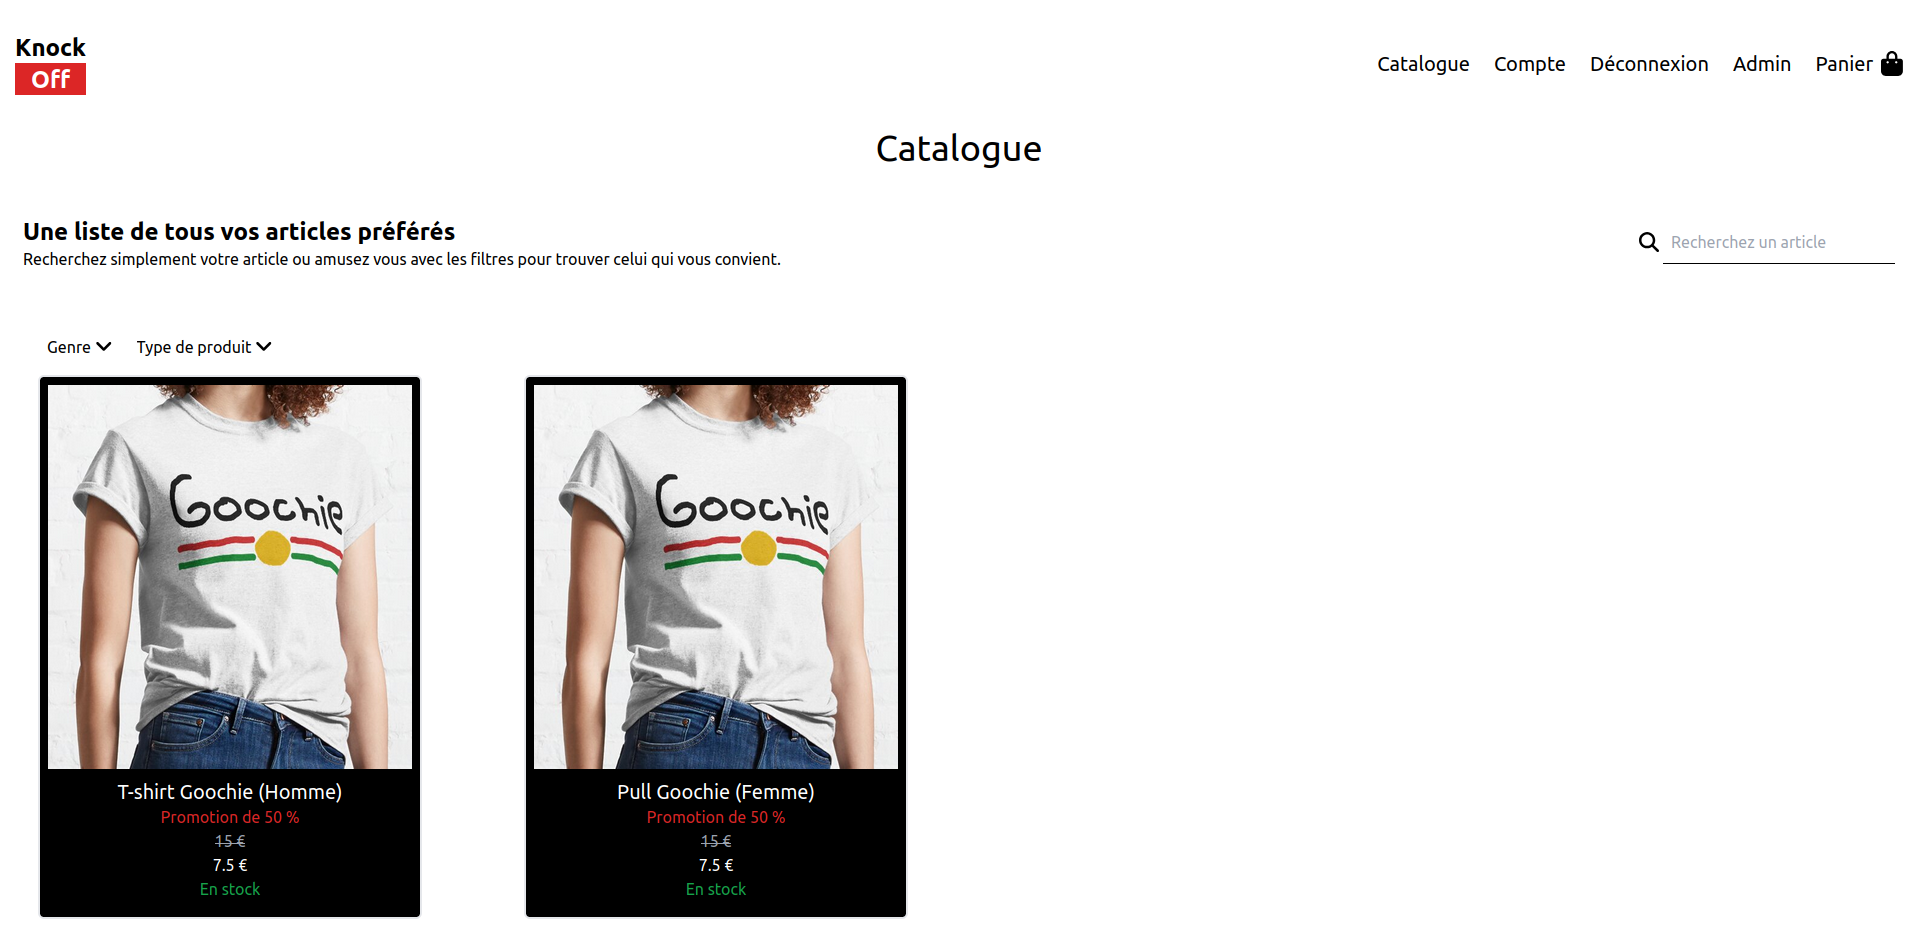 Knock
Off
Catalogue Compte Déconnexion Admin Panier
Catalogue
Une liste de tous vos articles préférés
Recherchez simplement votre article ou amusez vous avec les filtres pour trouver celui qui vous convient.
Recherchez un article
Genre Type de produit
Goochie
T-shirt Goochie (Homme)
Promotion de 50 %
15 €
7.5 €
En stock
Goochie
Pull Goochie (Femme)
Promotion de 50 %
15 €
7.5 €
En stock